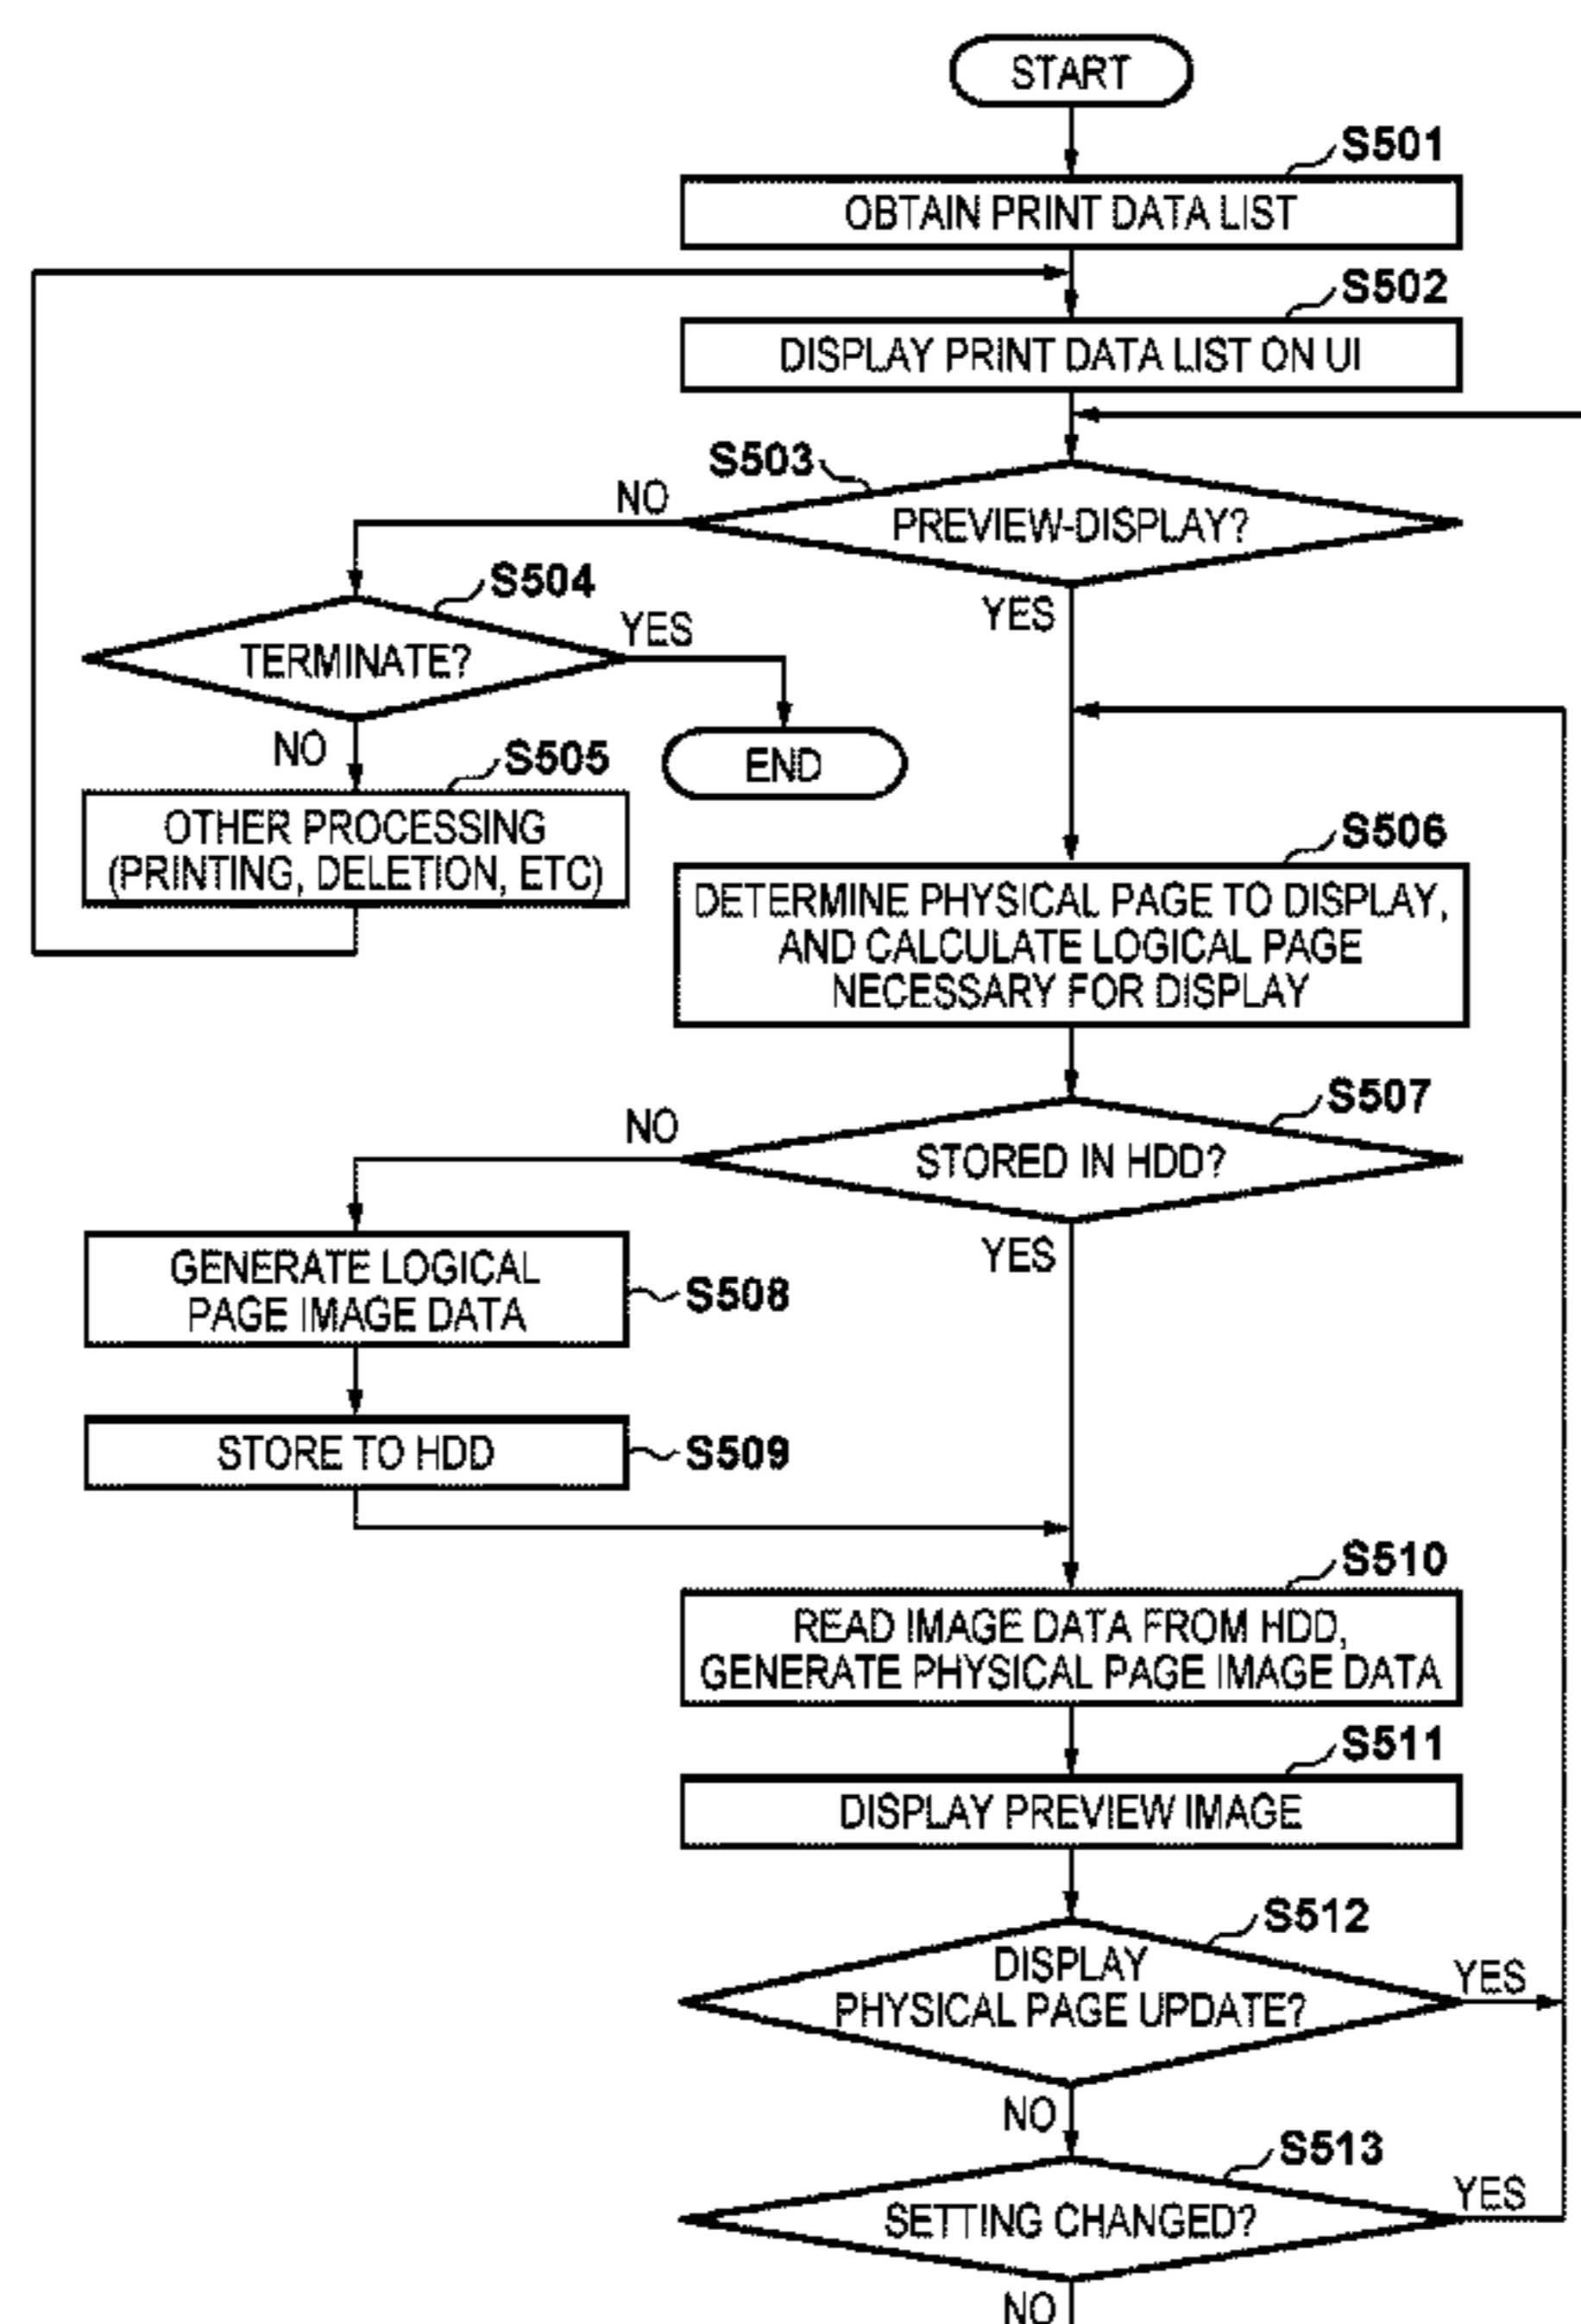 START
S501
OBTAIN PRINT DATA LIST
S502
DISPLAY PRINT DATA LIST ON UI
S503
NO
PREVIEW-DISPLAY?
YES
S504
TERMINATE?
YES
NO
END
S505
OTHER PROCESSING
(PRINTING, DELETION, ETC)
S506
DETERMINE PHYSICAL PAGE TO DISPLAY,
AND CALCULATE LOGICAL PAGE
NECESSARY FOR DISPLAY
S507
NO
STORED IN HDD?
YES
GENERATE LOGICAL
PAGE IMAGE DATA
S508
STORE TO HDD
S509
S510
READ IMAGE DATA FROM HDD,
GENERATE PHYSICAL PAGE IMAGE DATA
S511
DISPLAY PREVIEW IMAGE
S512
DISPLAY
PHYSICAL PAGE UPDATE?
YES
NO
S513
SETTING CHANGED?
YES
NO